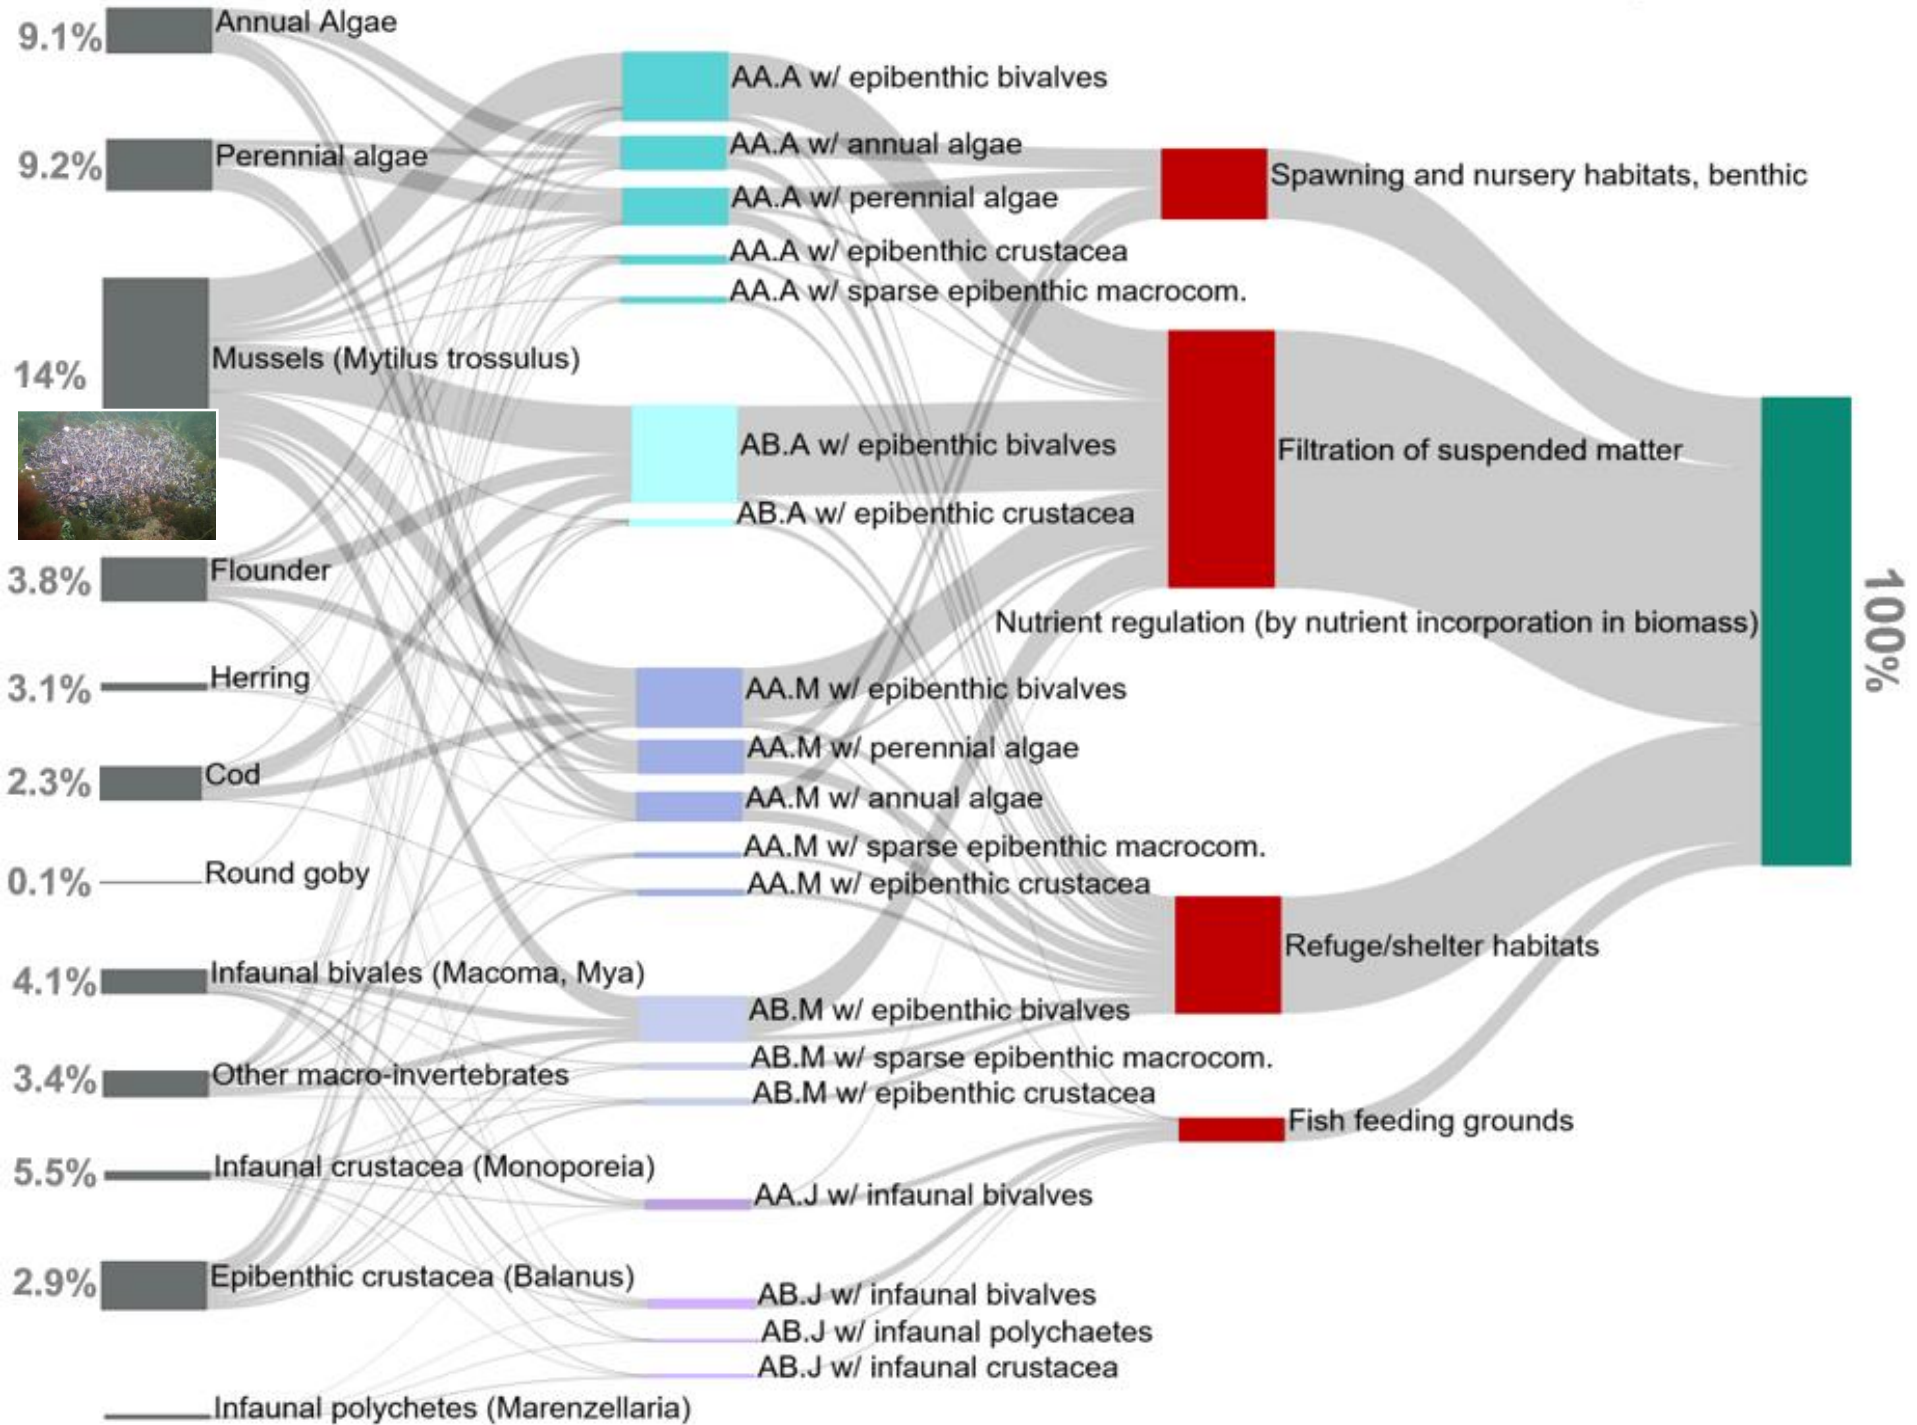 9.1%
Annual Algae
9.2%
Perennial algae
14%
Mussels (Mytilus trossulus)
3.8%
Flounder
3.1%
Herring
2.3%
Cod
0.1%
Round goby
4.1%
Infaunal bivales (Macoma, Mya)
3.4%
Other macro-invertebrates
5.5%
Infaunal crustacea (Monoporeia)
2.9%
Epibenthic crustacea (Balanus)
Infaunal polychetes (Marenzellaria)
AA.A w/ epibenthic bivalves
AA.A w/ annual algae
AA.A w/ perennial algae
AA.A w/ epibenthic crustacea
AA.A w/ sparse epibenthic macrocom.
AB.A w/ epibenthic bivalves
AB.A w/ epibenthic crustacea
AA.M w/ epibenthic bivalves
AA.M w/ perennial algae
AA.M w/ annual algae
AA.M w/ sparse epibenthic macrocom.
AA.M w/ epibenthic crustacea
AB.M w/ epibenthic bivalves
AB.M w/ sparse epibenthic macrocom.
AB.M w/ epibenthic crustacea
AA.J w/ infaunal bivalves
AB.J w/ infaunal bivalves
AB.J w/ infaunal polychaetes
AB.J w/ infaunal crustacea
Spawning and nursery habitats, benthic
Filtration of suspended matter
Refuge/shelter habitats
Fish feeding grounds
Nutrient regulation (by nutrient incorporation in biomass)
100%